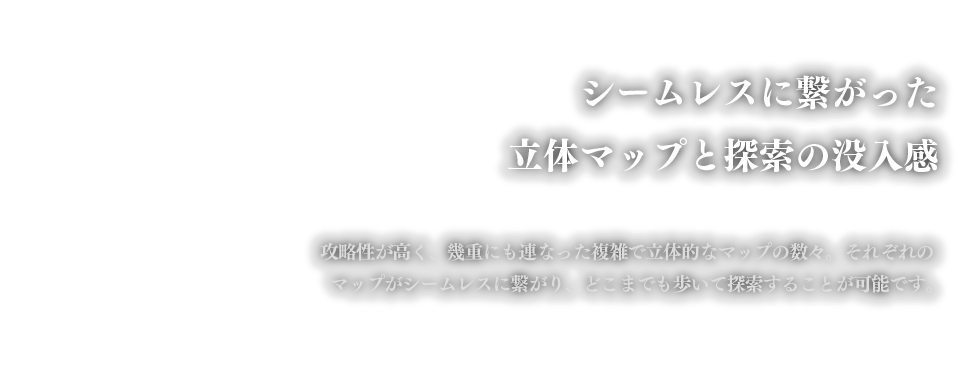 シームレスに繋がった
立体マップと探索の没入感
攻略性が高く、幾重にも連なった複雑で立体的なマップの数々。それぞれの
マップがシームレスに繋がり、どこまでも歩いて探索することが可能です。